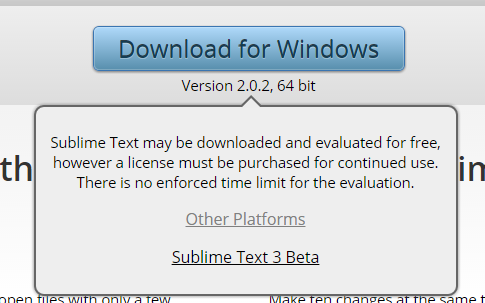 Download for Windows
Version 2.0.2, 64 bit
Sublime Text may be downloaded and evaluated for free,
however a license must be purchased for continued use.
There is no enforced time limit for the evaluation.
Other Platforms
Sublime Text 3 Beta
open files with only a few
Make ten changes at the same t